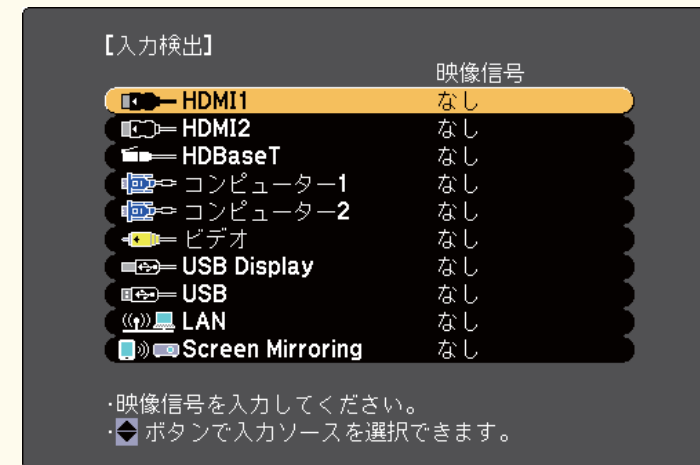 【入力検出】
映像信号
HDMI1 なし
HDMI2 なし
HDBaseT なし
コンピューター1 なし
コンピューター2 なし
ビデオ なし
USB Display なし
USB なし
LAN なし
Screen Mirroring なし
・映像信号を入力してください。
・ ボタンで入力ソースを選択できます。